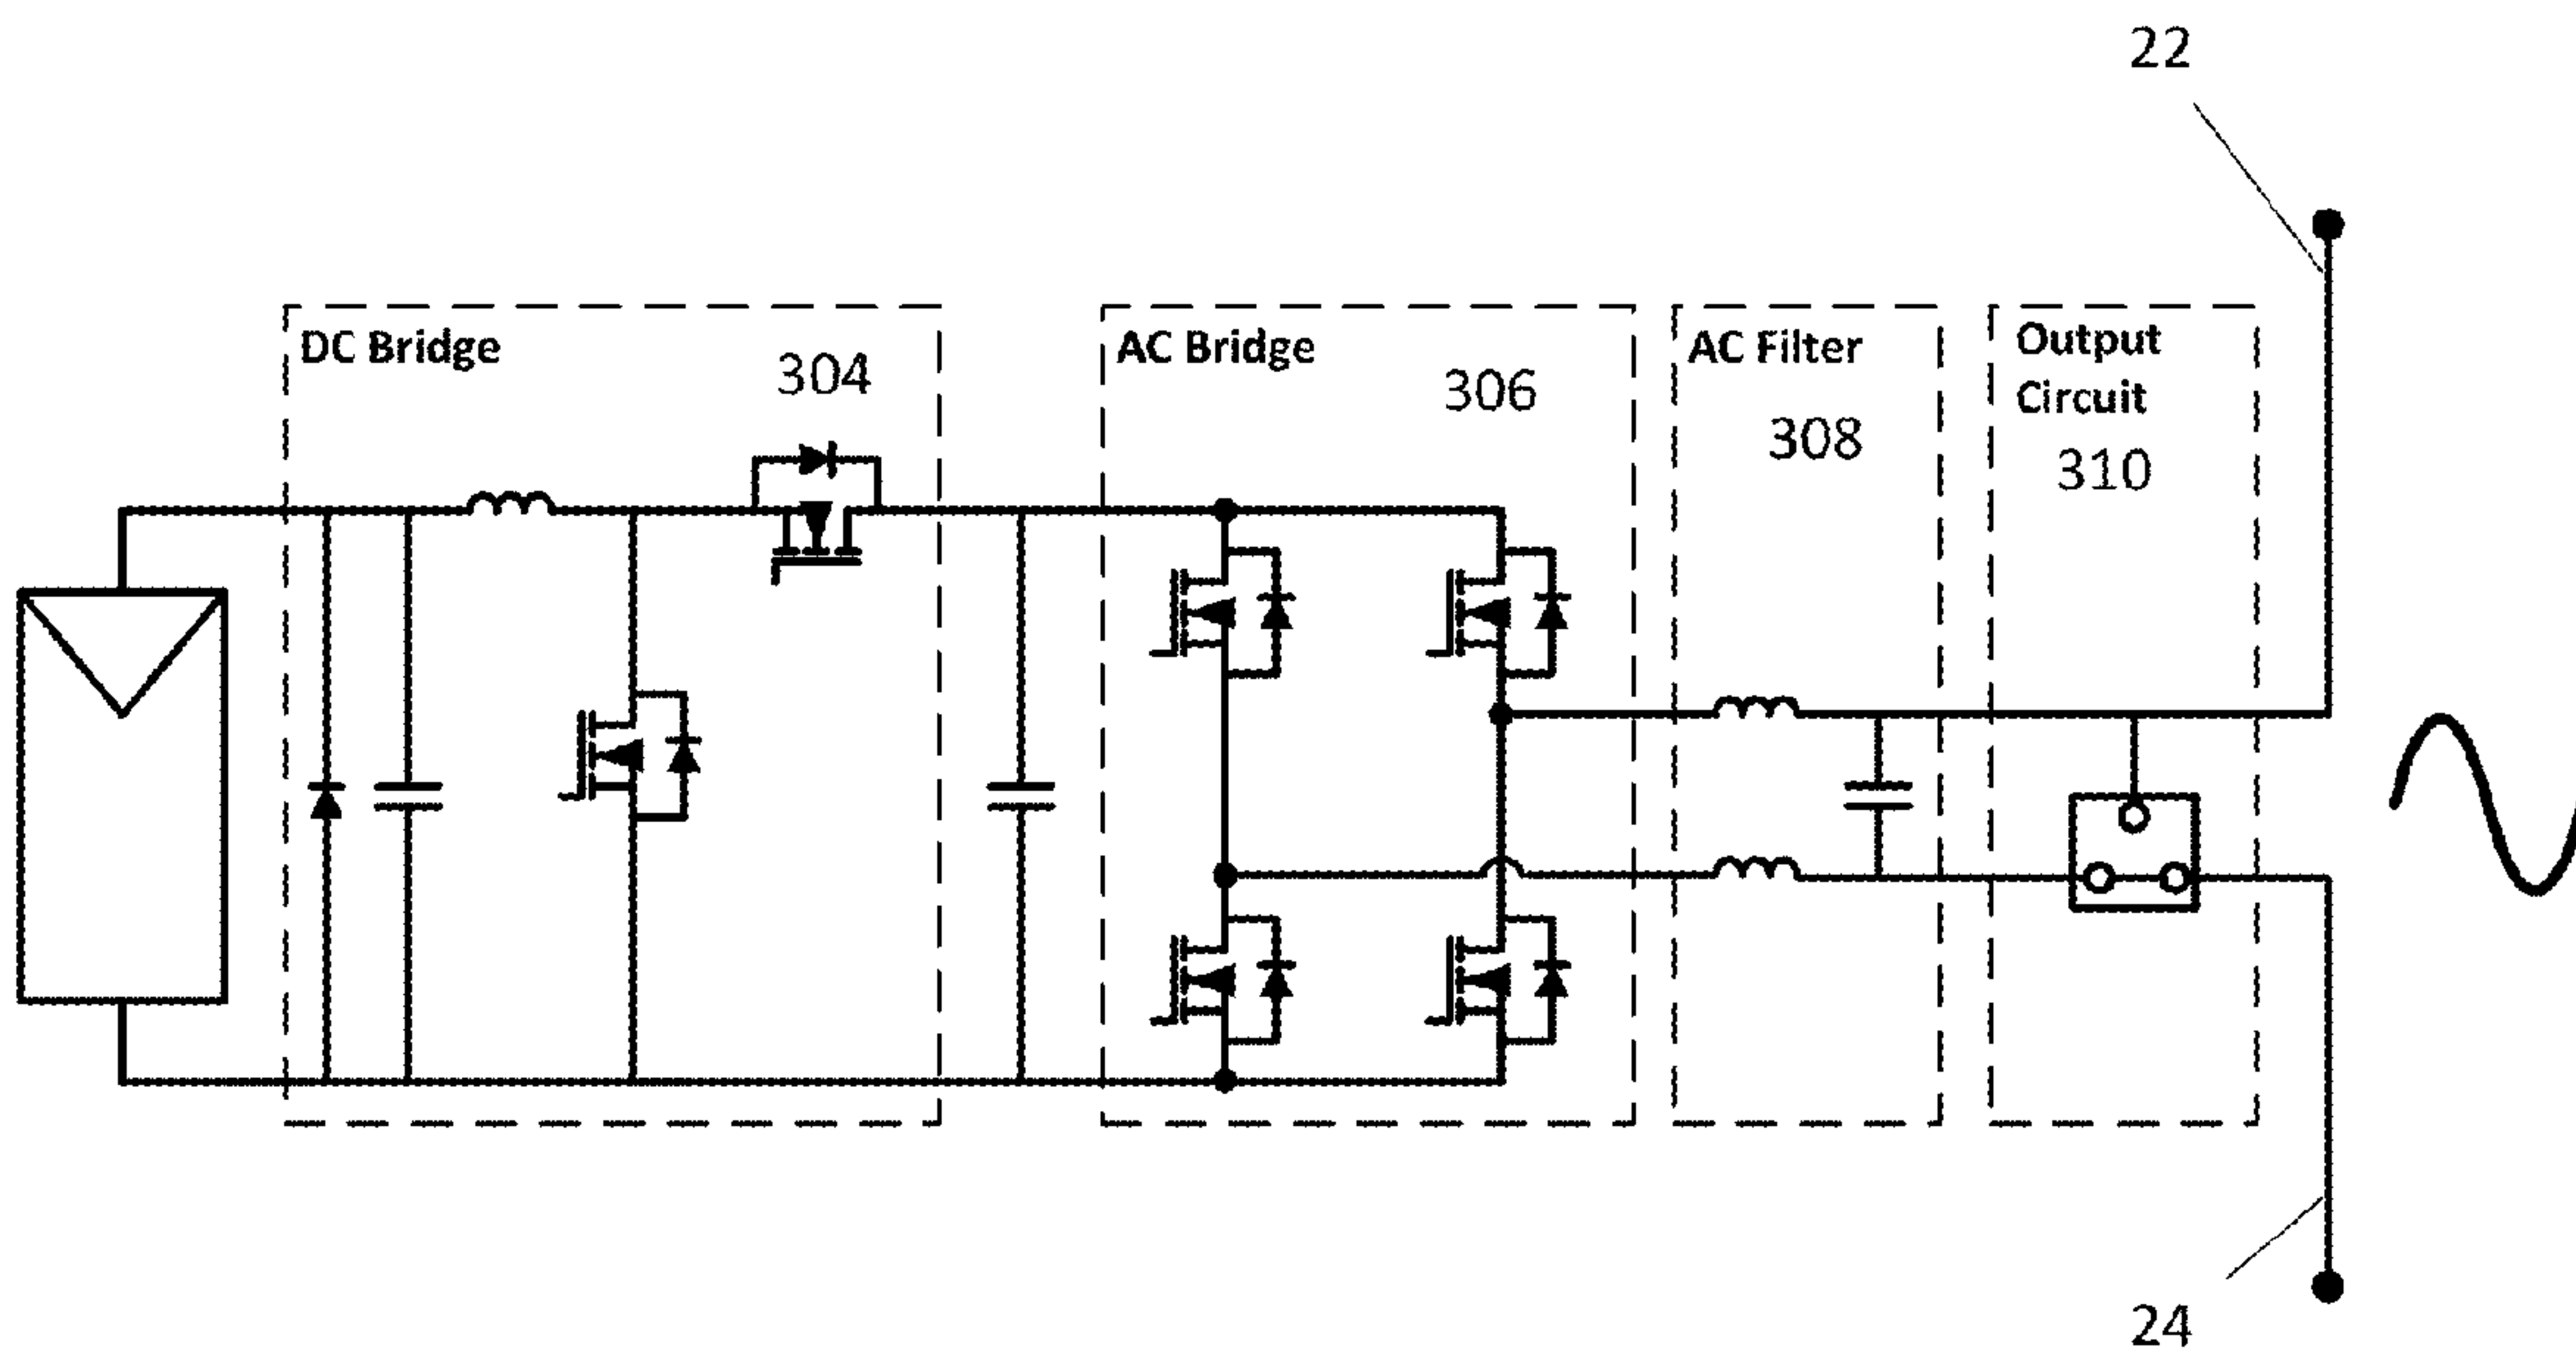 22
DC Bridge
304
AC Bridge
306
AC Filter
308
Output
Circuit
310
24